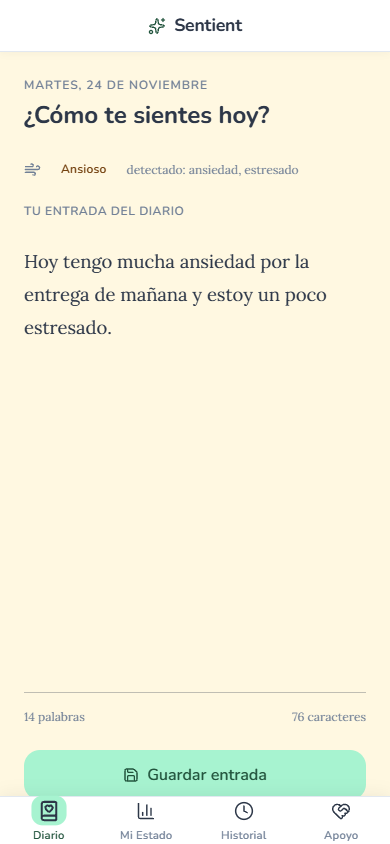 Sentient
MARTES, 24 DE NOVIEMBRE
¿Cómo te sientes hoy?
Ansioso detectado: ansiedad, estresado
TU ENTRADA DEL DIARIO
Hoy tengo mucha ansiedad por la
entrega de mañana y estoy un poco
estresado.
14 palabras 76 caracteres
Guardar entrada
Diario Mi Estado Historial Apoyo